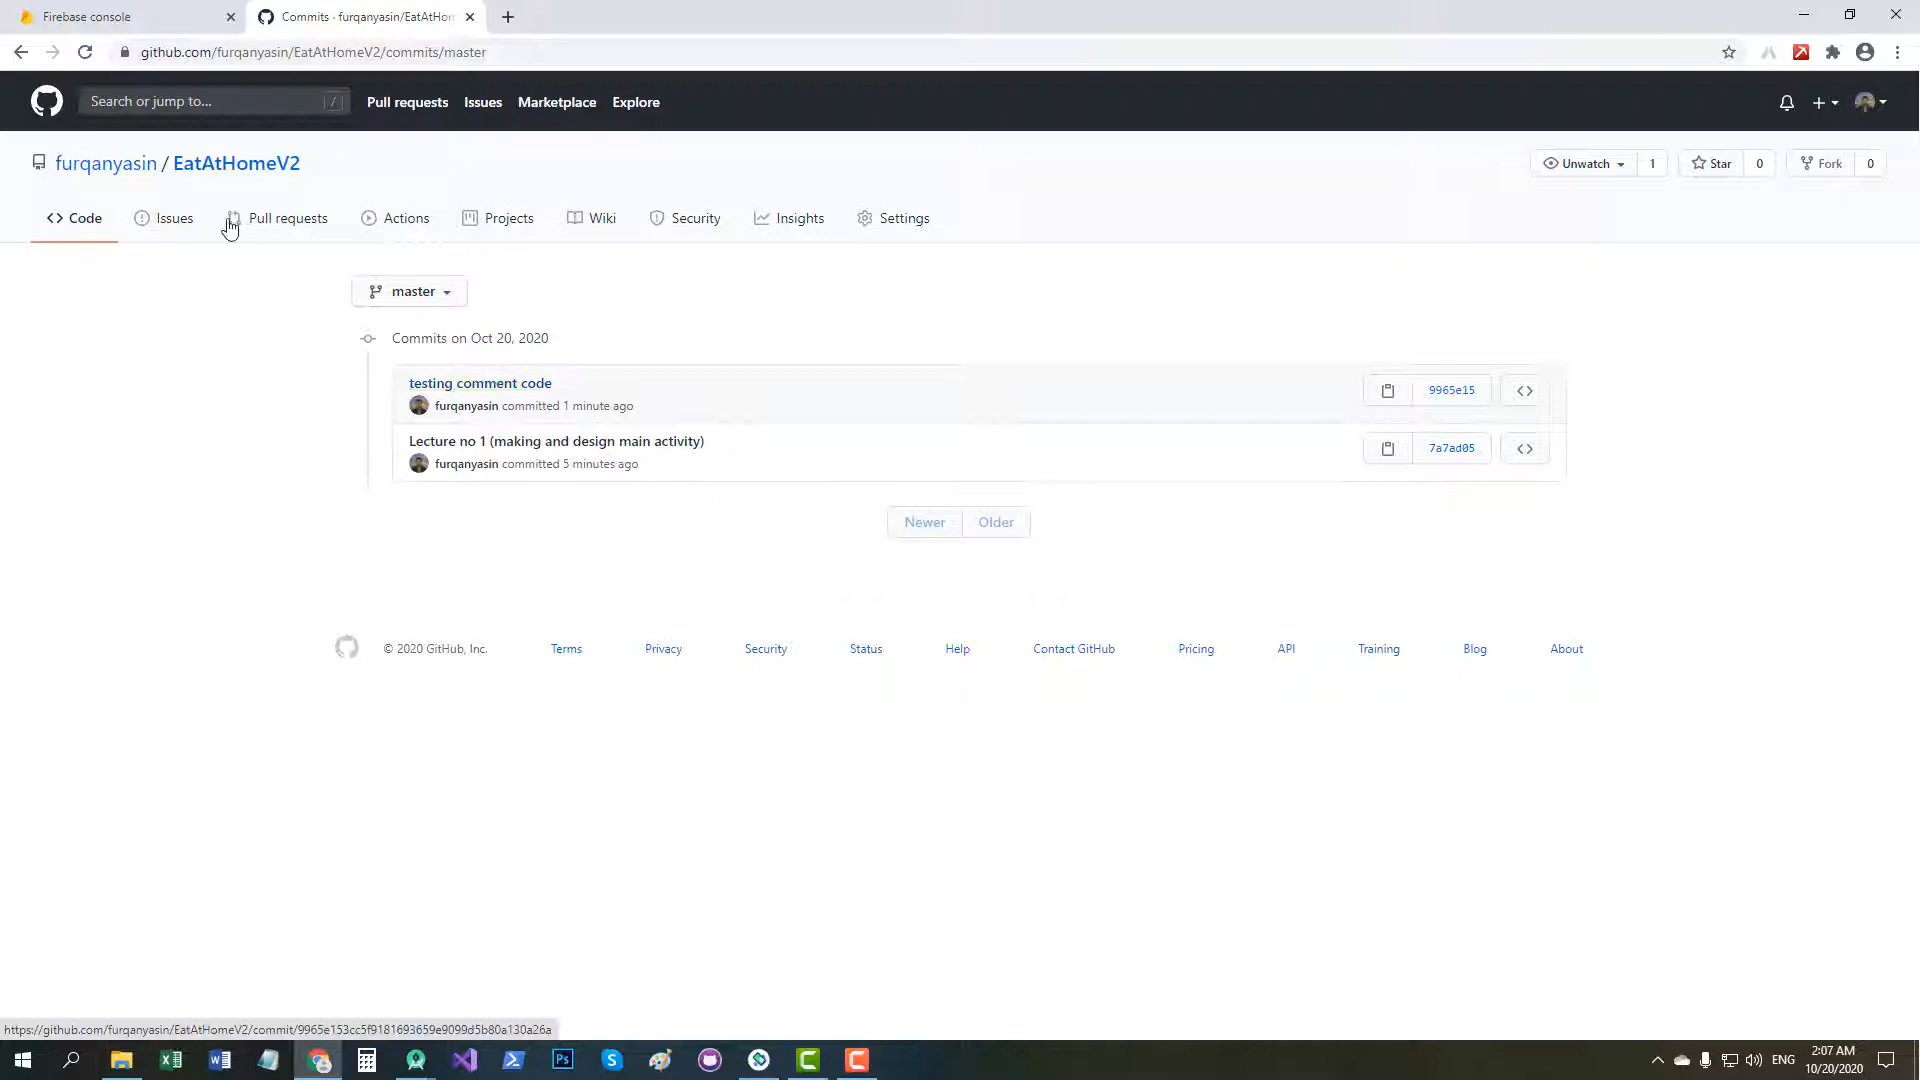 Firebase console
Commits · furqanyasin/EatAtHom
github.com/furqanyasin/EatAtHomeV2/commits/master
Search or jump to...
/
Pull requests
Issues
Marketplace
Explore
furqanyasin / EatAtHomeV2
Unwatch 1
Star 0
Fork 0
Code
Issues
Pull requests
Actions
Projects
Wiki
Security
Insights
Settings
master
Commits on Oct 20, 2020
testing comment code
furqanyasin committed 1 minute ago
9965e15
Lecture no 1 (making and design main activity)
furqanyasin committed 5 minutes ago
7a7ad05
Newer
Older
© 2020 GitHub, Inc.
Terms
Privacy
Security
Status
Help
Contact GitHub
Pricing
API
Training
Blog
About
https://github.com/furqanyasin/EatAtHomeV2/commit/9965e153cc5f9181693659e9099d5b80a130a26a
Ps
ENG
2:07 AM
10/20/2020